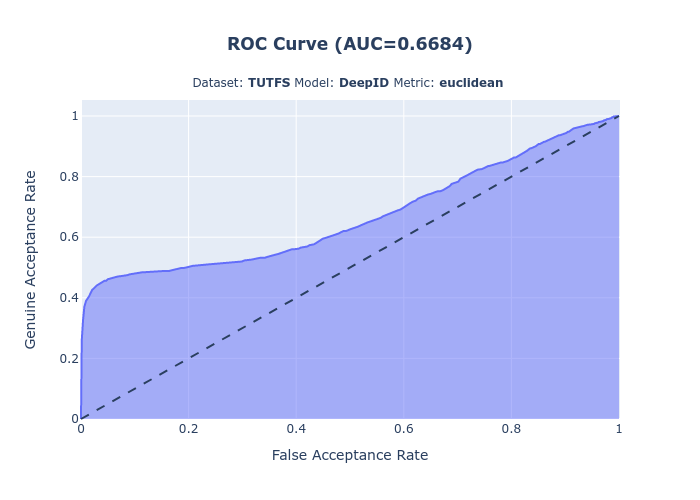 ROC Curve (AUC=0.6684)
Dataset: TUTFS Model: DeepID Metric: euclidean
Genuine Acceptance Rate
1
0.8
0.6
0.4
0.2
0
0 0.2 0.4 0.6 0.8 1
False Acceptance Rate